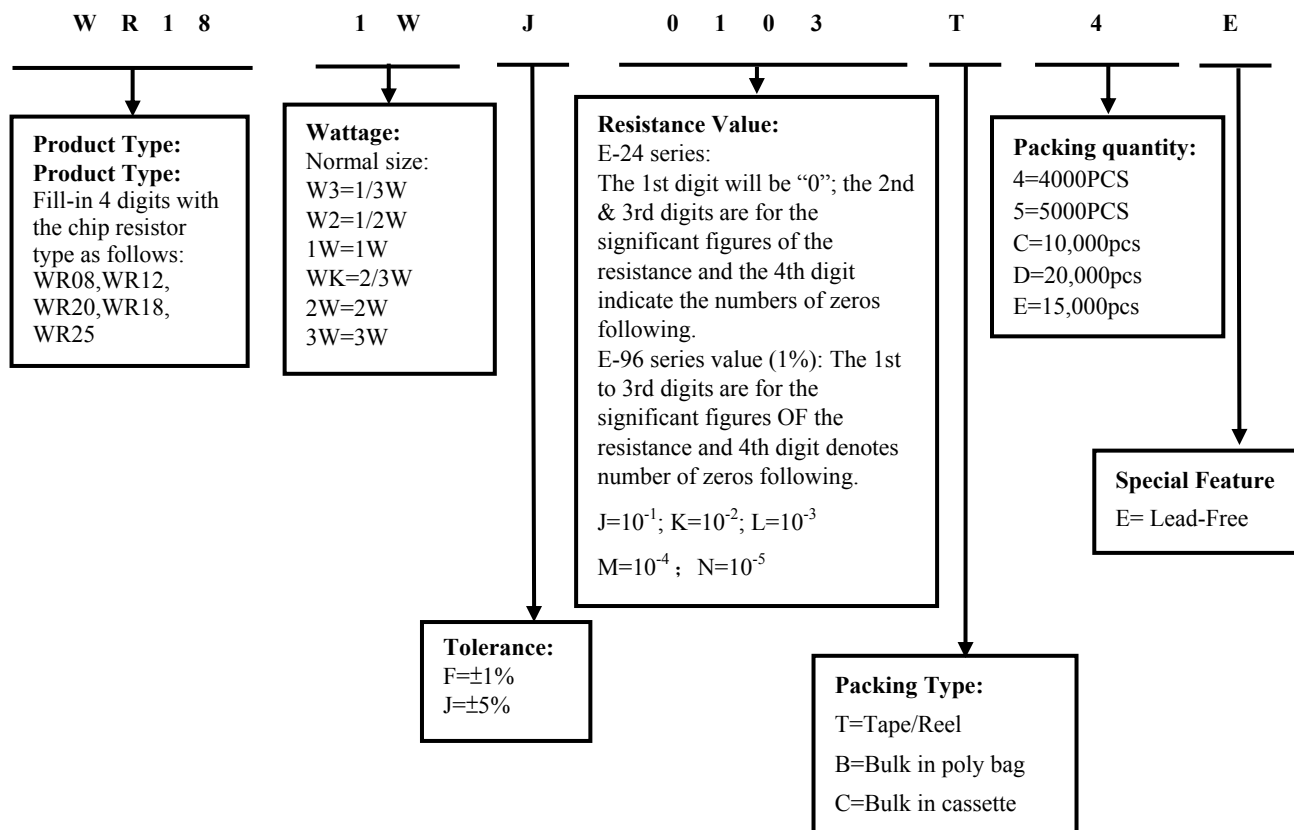 W R 1 8 1 W J 0 1 0 3 T 4 E
Product Type:
Product Type:
Fill-in 4 digits with
the chip resistor
type as follows:
WR08,WR12,
WR20,WR18,
WR25
Wattage:
Normal size:
W3=1/3W
W2=1/2W
1W=1W
WK=2/3W
2W=2W
3W=3W
Resistance Value:
E-24 series:
The 1st digit will be “0”; the 2nd
& 3rd digits are for the
significant figures of the
resistance and the 4th digit
indicate the numbers of zeros
following.
E-96 series value (1%): The 1st
to 3rd digits are for the
significant figures OF the
resistance and 4th digit denotes
number of zeros following.
J=10⁻¹; K=10⁻²; L=10⁻³
M=10⁻⁴ ; N=10⁻⁵
Packing quantity:
4=4000PCS
5=5000PCS
C=10,000pcs
D=20,000pcs
E=15,000pcs
Special Feature
E= Lead-Free
Tolerance:
F=±1%
J=±5%
Packing Type:
T=Tape/Reel
B=Bulk in poly bag
C=Bulk in cassette